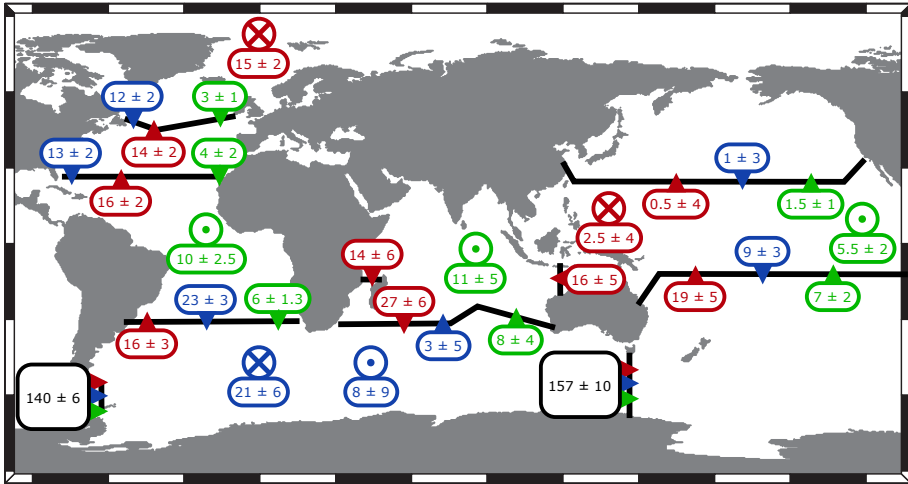 15 ± 2
12 ± 2
3 ± 1
14 ± 2
13 ± 2
4 ± 2
1 ± 3
16 ± 2
0.5 ± 4
1.5 ± 1
2.5 ± 4
5.5 ± 2
10 ± 2.5
14 ± 6
11 ± 5
9 ± 3
16 ± 5
23 ± 3
6 ± 1.3
27 ± 6
19 ± 5
7 ± 2
16 ± 3
3 ± 5
8 ± 4
140 ± 6
21 ± 6
8 ± 9
157 ± 10